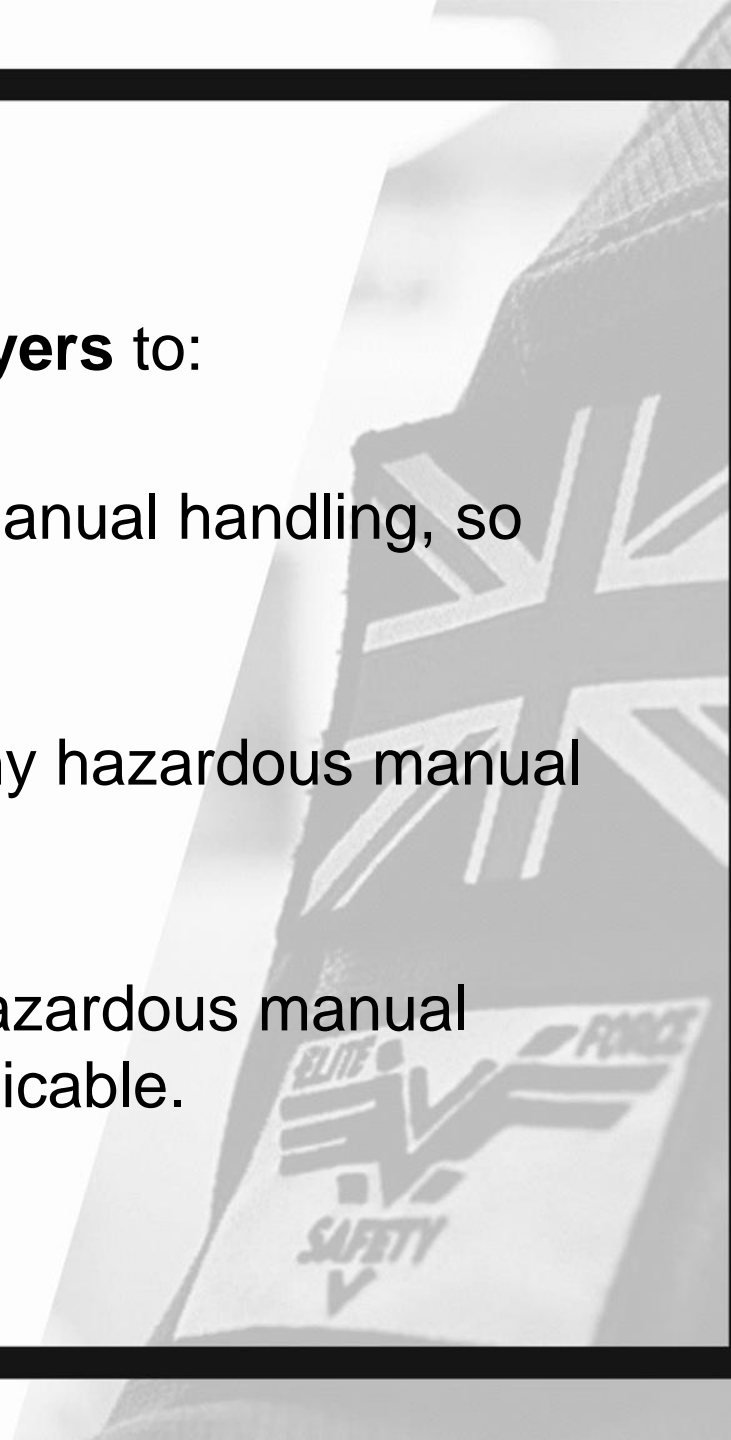 yers to:
anual handling, so
ny hazardous manual
azardous manual
icable.
ELITE FORCE
SAFETY